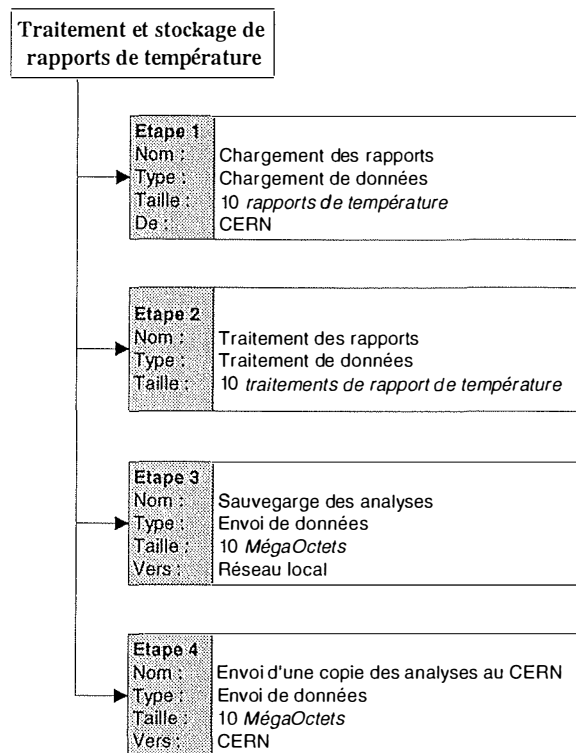 Traitement et stockage de
rapports de température
Etape 1
Nom : Chargement des rapports
Type : Chargement de données
Taille : 10 rapports de température
De : CERN
Etape 2
Nom : Traitement des rapports
Type : Traitement de données
Taille : 10 traitements de rapport de température
Etape 3
Nom : Sauvegarge des analyses
Type : Envoi de données
Taille : 10 MégaOctets
Vers : Réseau local
Etape 4
Nom : Envoi d'une copie des analyses au CERN
Type : Envoi de données
Taille : 10 MégaOctets
Vers : CERN